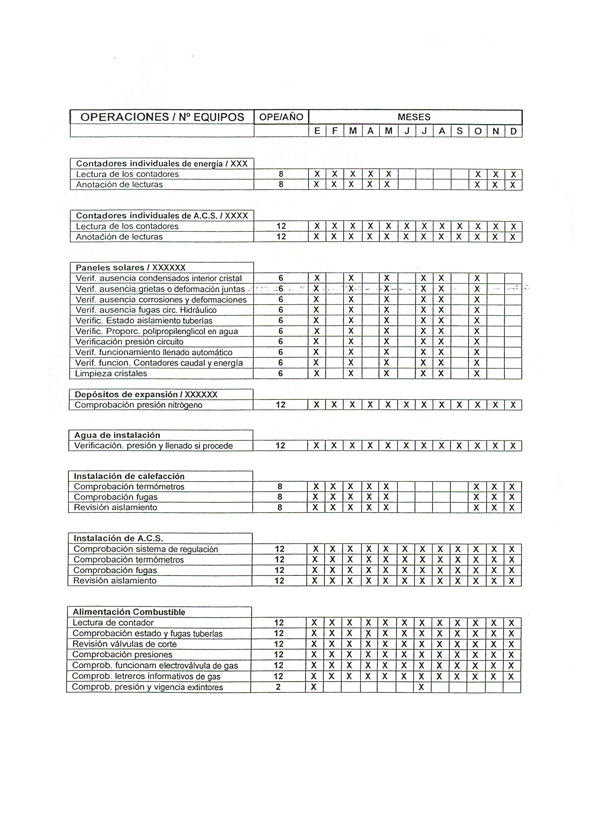 OPERACIONES / Nº EQUIPOS OPE/AÑO MESES
E F M A M J J A S O N D
Contadores individuales de energía / XXX
Lectura de los contadores 8 X X X X X X X X
Anotación de lecturas 8 X X X X X X X X
Contadores individuales de A.C.S. / XXXX
Lectura de los contadores 12 X X X X X X X X X X X X
Anotación de lecturas 12 X X X X X X X X X X X X
Paneles solares / XXXXXX
Verif. ausencia condensados interior cristal 6 X X X X X X
Verif. ausencia grietas o deformación juntas 6 X X X X X X
Verif. ausencia corrosiones y deformaciones 6 X X X X X X
Verif. ausencia fugas circ. Hidráulico 6 X X X X X X
Verific. Estado aislamiento tuberías 6 X X X X X X
Verific. Proporc. polipropilenglicol en agua 6 X X X X X X
Verificación presión circuito 6 X X X X X X
Verif. funcionamiento llenado automático 6 X X X X X X
Verif. funcion. Contadores caudal y energía 6 X X X X X X
Limpieza cristales 6 X X X X X X
Depósitos de expansión / XXXXXX
Comprobación presión nitrógeno 12 X X X X X X X X X X X X
Agua de instalación
Verificación. presión y llenado si procede 12 X X X X X X X X X X X X
Instalación de calefacción
Comprobación termómetros 8 X X X X X X X X
Comprobación fugas 8 X X X X X X X X
Revisión aislamiento 8 X X X X X X X X
Instalación de A.C.S.
Comprobación sistema de regulación 12 X X X X X X X X X X X X
Comprobación termómetros 12 X X X X X X X X X X X X
Comprobación fugas 12 X X X X X X X X X X X X
Revisión aislamiento 12 X X X X X X X X X X X X
Alimentación Combustible
Lectura de contador 12 X X X X X X X X X X X X
Comprobación estado y fugas tuberías 12 X X X X X X X X X X X X
Revisión válvulas de corte 12 X X X X X X X X X X X X
Comprobación presiones 12 X X X X X X X X X X X X
Comprob. funcionam electroválvula de gas 12 X X X X X X X X X X X X
Comprob. letreros informativos de gas 12 X X X X X X X X X X X X
Comprob. presión y vigencia extintores 2 X X